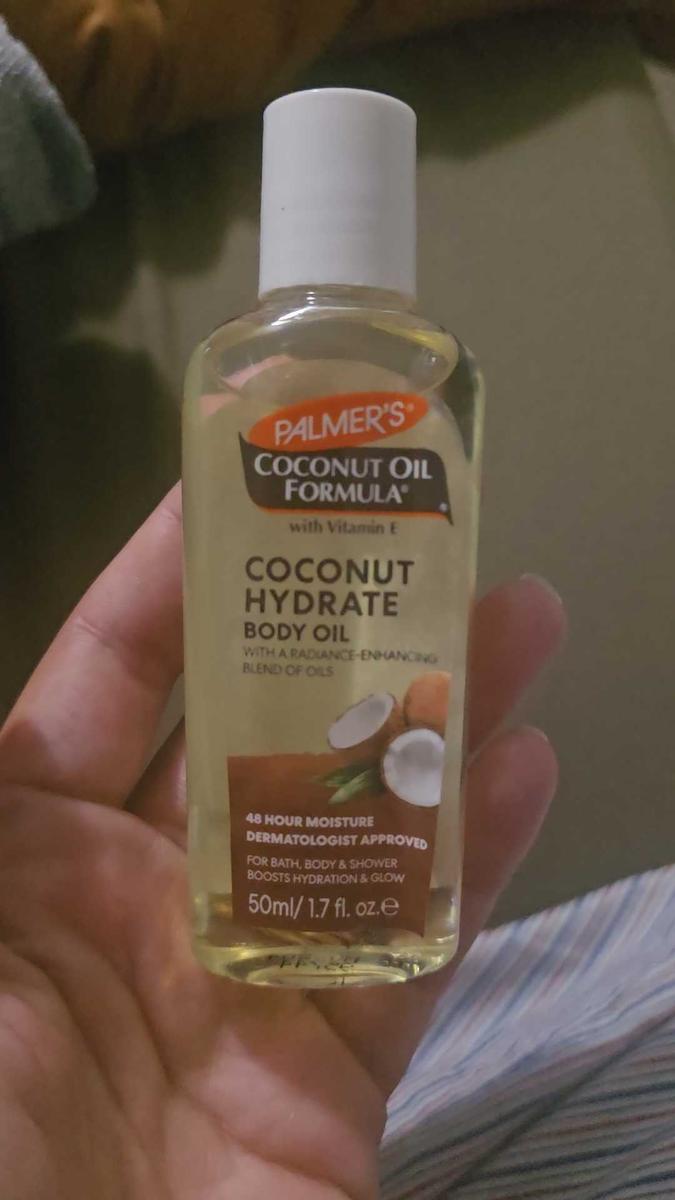 PALMER'S®
COCONUT OIL
FORMULA®
with Vitamin E
COCONUT
HYDRATE
BODY OIL
WITH A RADIANCE-ENHANCING
BLEND OF OILS
48 HOUR MOISTURE
DERMATOLOGIST APPROVED
FOR BATH, BODY & SHOWER
BOOSTS HYDRATION & GLOW
50ml/ 1.7 fl. oz.℮